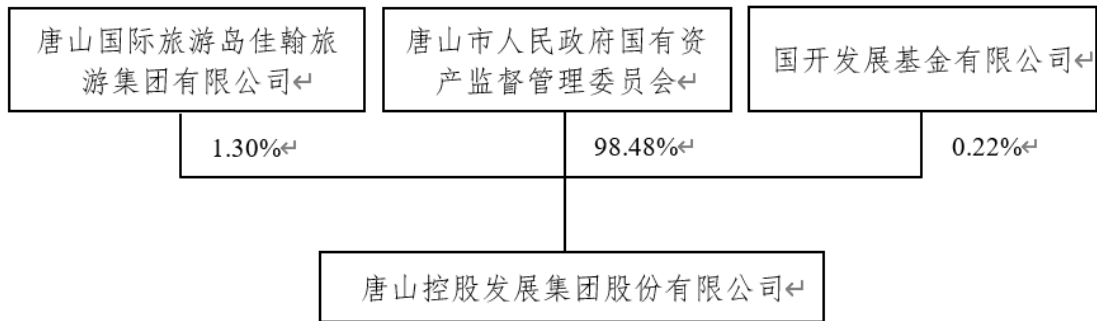 唐山国际旅游岛佳翰旅
游集团有限公司↵
唐山市人民政府国有资
产监督管理委员会↵
国开发展基金有限公司↵
1.30%↵
98.48%↵
0.22%↵
唐山控股发展集团股份有限公司↵